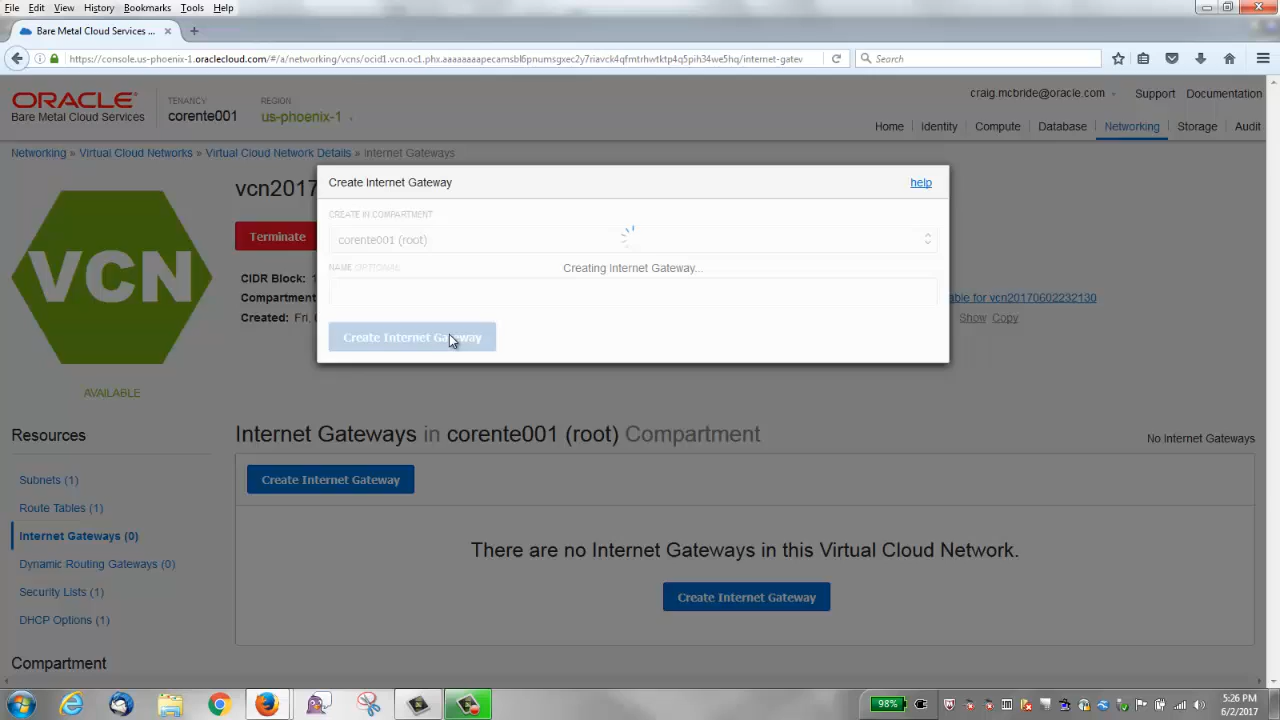 File Edit View History Bookmarks Tools Help
Bare Metal Cloud Services ...
https://console.us-phoenix-1.oraclecloud.com/#/a/networking/vcns/ocid1.vcn.oc1.phx.aaaaaaaapecamsbl6pnumsgxec2y7riavck4qfmtrhwtktp4q5pih34we5hq/internet-gatev
Search
ORACLE
Bare Metal Cloud Services
TENANCY
corente001
REGION
us-phoenix-1
craig.mcbride@oracle.com Support Documentation
Home Identity Compute Database Networking Storage Audit
Networking » Virtual Cloud Networks » Virtual Cloud Network Details » Internet Gateways
vcn2017
Create Internet Gateway
help
CREATE IN COMPARTMENT
Terminate
corente001 (root)
VCN
NAME OPTIONAL
Creating Internet Gateway...
CIDR Block: 1
Compartment
able for vcn20170602232130
Created: Fri,
Show Copy
Create Internet Gateway
AVAILABLE
Resources
Internet Gateways in corente001 (root) Compartment
No Internet Gateways
Subnets (1)
Create Internet Gateway
Route Tables (1)
Internet Gateways (0)
There are no Internet Gateways in this Virtual Cloud Network.
Dynamic Routing Gateways (0)
Security Lists (1)
Create Internet Gateway
DHCP Options (1)
Compartment
98%
5:26 PM
6/2/2017